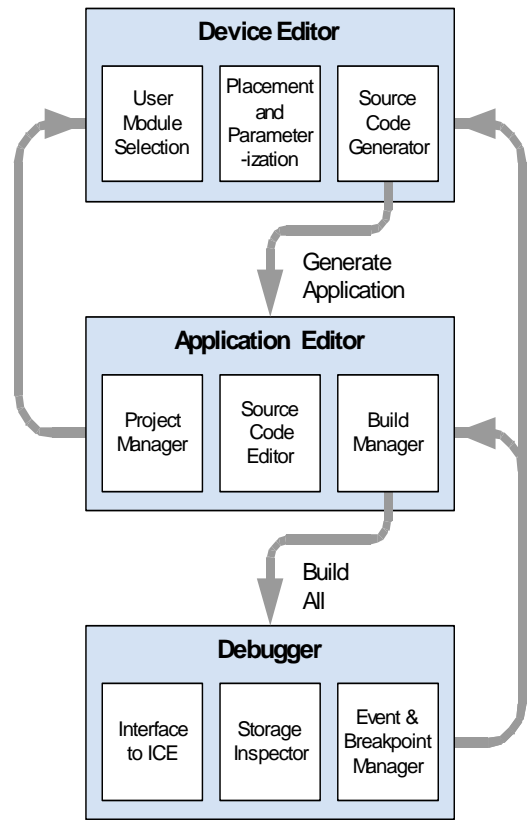 Device Editor
User
Module
Selection
Placement
and
Parameter
-ization
Source
Code
Generator
Generate
Application
Application Editor
Project
Manager
Source
Code
Editor
Build
Manager
Build
All
Debugger
Interface
to ICE
Storage
Inspector
Event &
Breakpoint
Manager